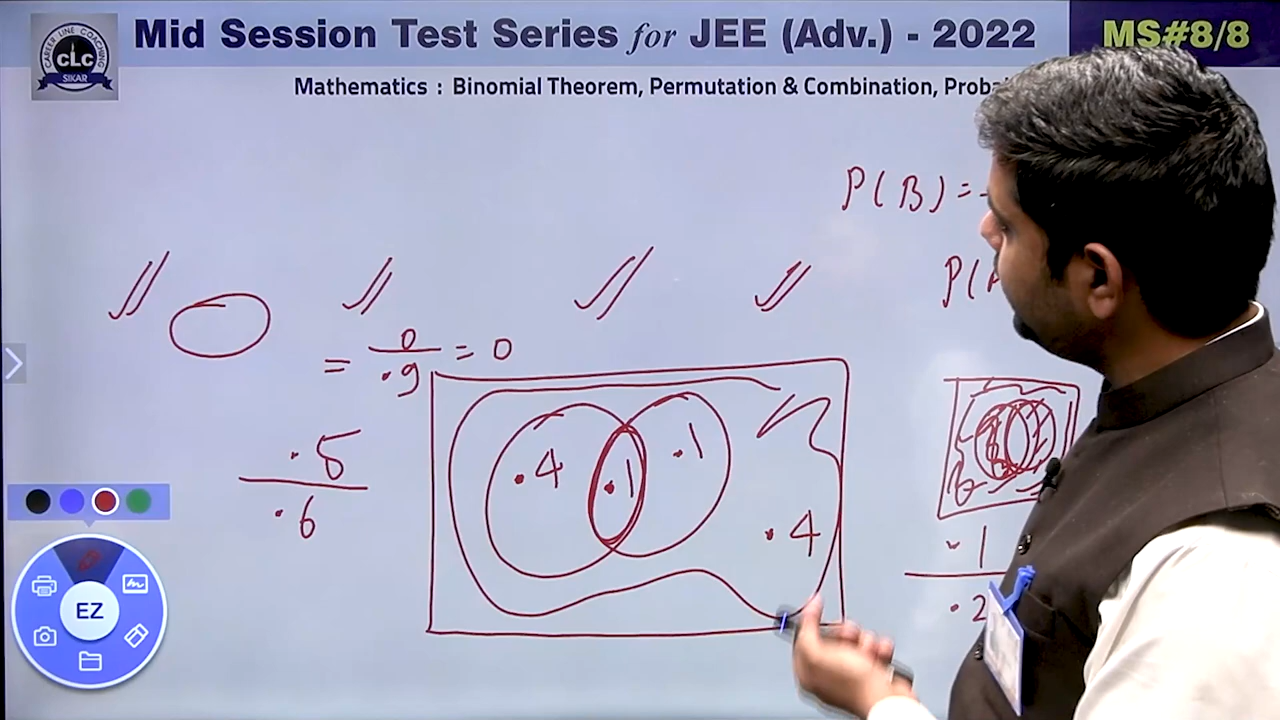 Mid Session Test Series for JEE (Adv.) - 2022
MS#8/8
CAREER LINE COACHING
CLC
SIKAR
Mathematics : Binomial Theorem, Permutation & Combination,
P(B) =
P(
= 0/.9 = 0
.5/.6
.4
.1
.1
.4
.1
.2
EZ